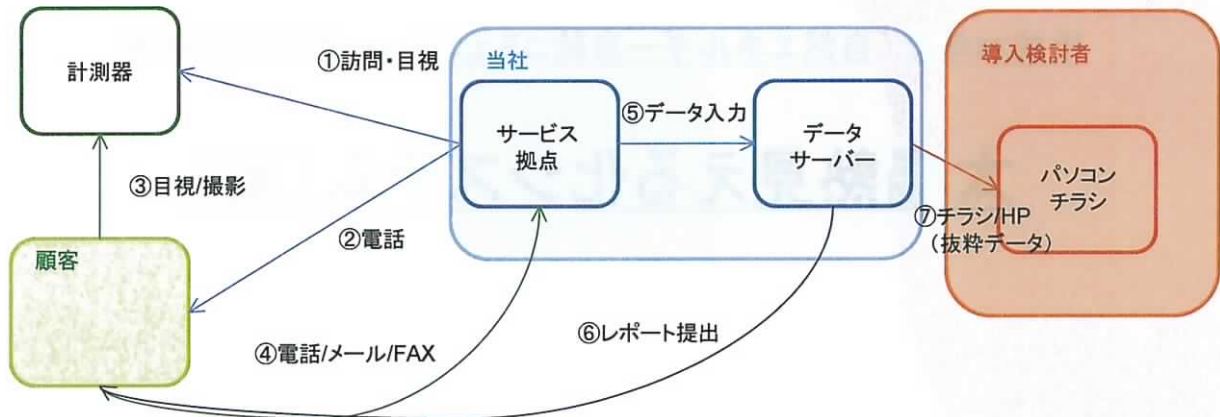 計測器
①訪問・目視
当社
導入検討者
サービス
拠点
⑤データ入力
データ
サーバー
パソコン
チラシ
③目視/撮影
②電話
⑦チラシ/HP
(抜粋データ)
顧客
④電話/メール/FAX
⑥レポート提出